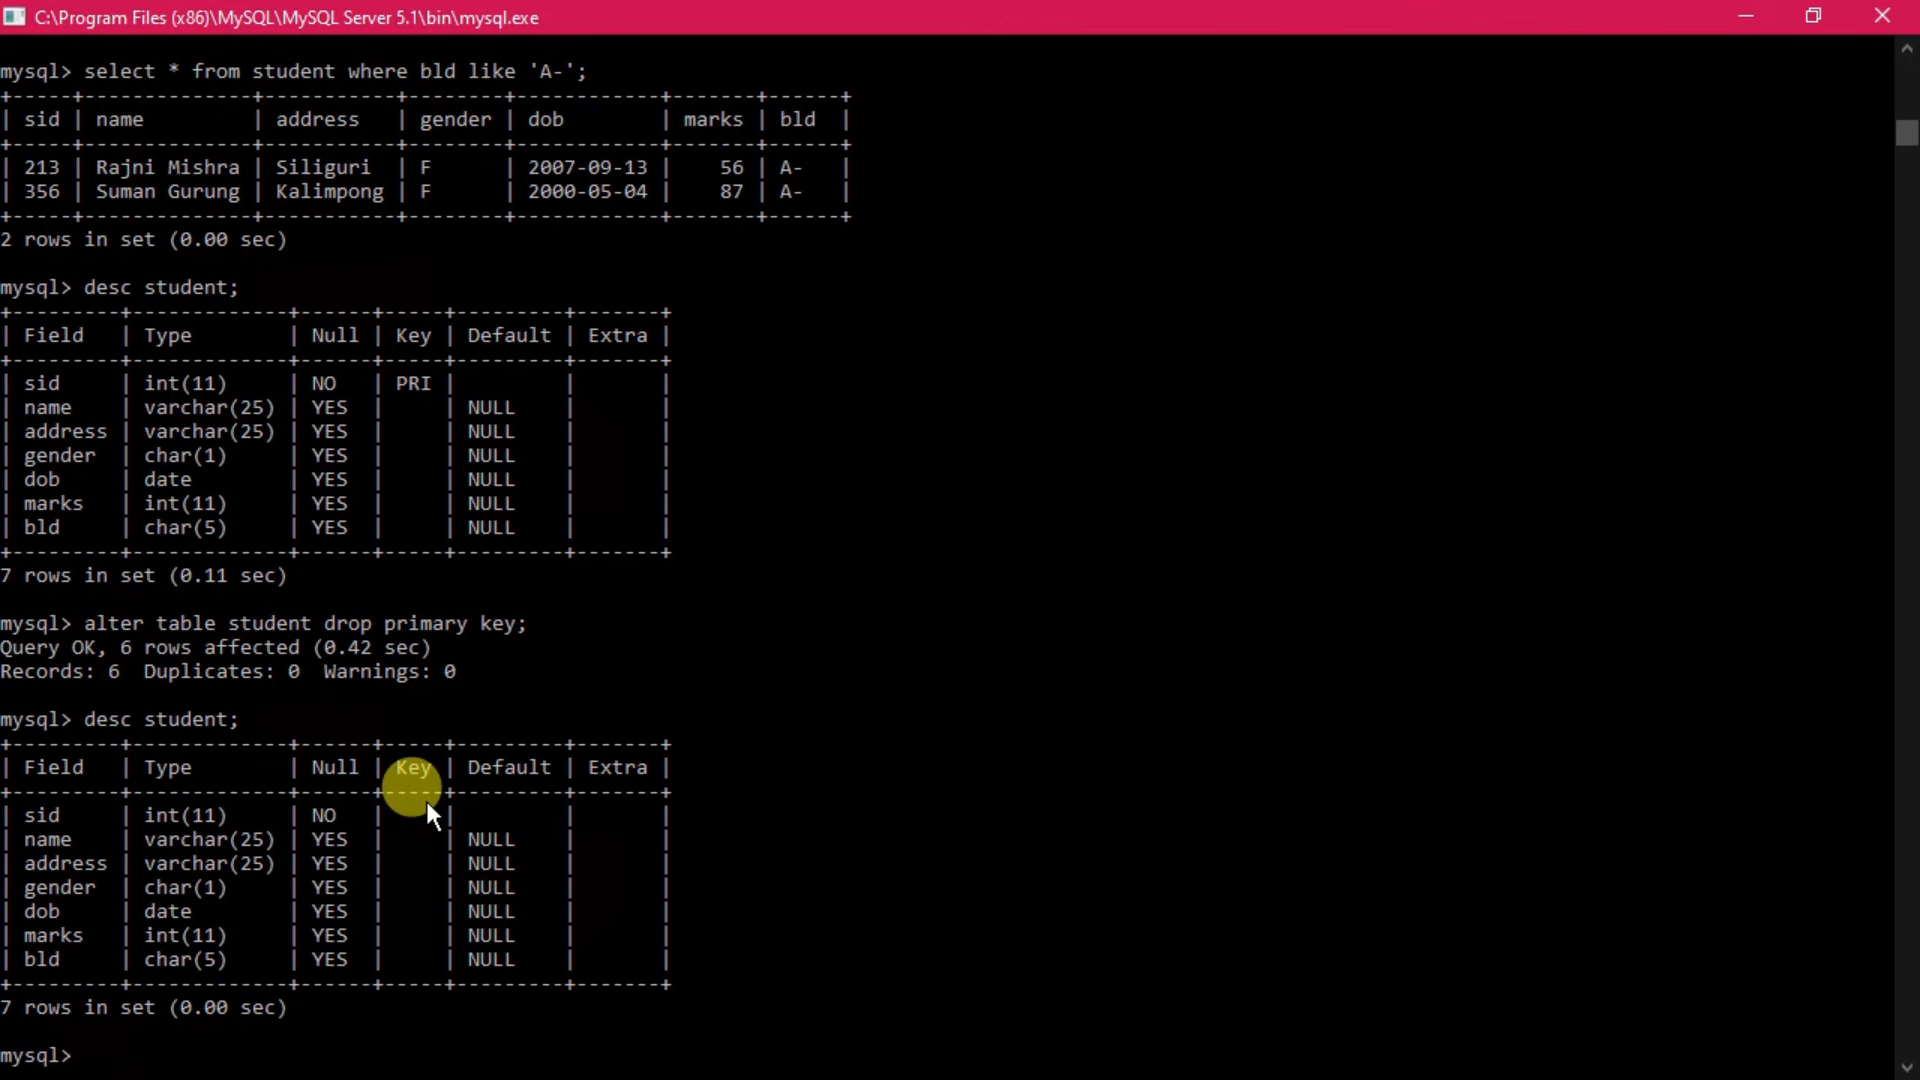 C:\Program Files (x86)\MySQL\MySQL Server 5.1\bin\mysql.exe
mysql> select * from student where bld like 'A-';
+-----+--------------+-----------+--------+------------+-------+------+
| sid | name         | address   | gender | dob        | marks | bld  |
+-----+--------------+-----------+--------+------------+-------+------+
| 213 | Rajni Mishra | Siliguri  | F      | 2007-09-13 |    56 | A-   |
| 356 | Suman Gurung | Kalimpong | F      | 2000-05-04 |    87 | A-   |
+-----+--------------+-----------+--------+------------+-------+------+
2 rows in set (0.00 sec)
mysql> desc student;
+---------+-------------+------+-----+---------+-------+
| Field   | Type        | Null | Key | Default | Extra |
+---------+-------------+------+-----+---------+-------+
| sid     | int(11)     | NO   | PRI |         |       |
| name    | varchar(25) | YES  |     | NULL    |       |
| address | varchar(25) | YES  |     | NULL    |       |
| gender  | char(1)     | YES  |     | NULL    |       |
| dob     | date        | YES  |     | NULL    |       |
| marks   | int(11)     | YES  |     | NULL    |       |
| bld     | char(5)     | YES  |     | NULL    |       |
+---------+-------------+------+-----+---------+-------+
7 rows in set (0.11 sec)
mysql> alter table student drop primary key;
Query OK, 6 rows affected (0.42 sec)
Records: 6  Duplicates: 0  Warnings: 0
mysql> desc student;
+---------+-------------+------+-----+---------+-------+
| Field   | Type        | Null | Key | Default | Extra |
+---------+-------------+------+-----+---------+-------+
| sid     | int(11)     | NO   |     |         |       |
| name    | varchar(25) | YES  |     | NULL    |       |
| address | varchar(25) | YES  |     | NULL    |       |
| gender  | char(1)     | YES  |     | NULL    |       |
| dob     | date        | YES  |     | NULL    |       |
| marks   | int(11)     | YES  |     | NULL    |       |
| bld     | char(5)     | YES  |     | NULL    |       |
+---------+-------------+------+-----+---------+-------+
7 rows in set (0.00 sec)
mysql>